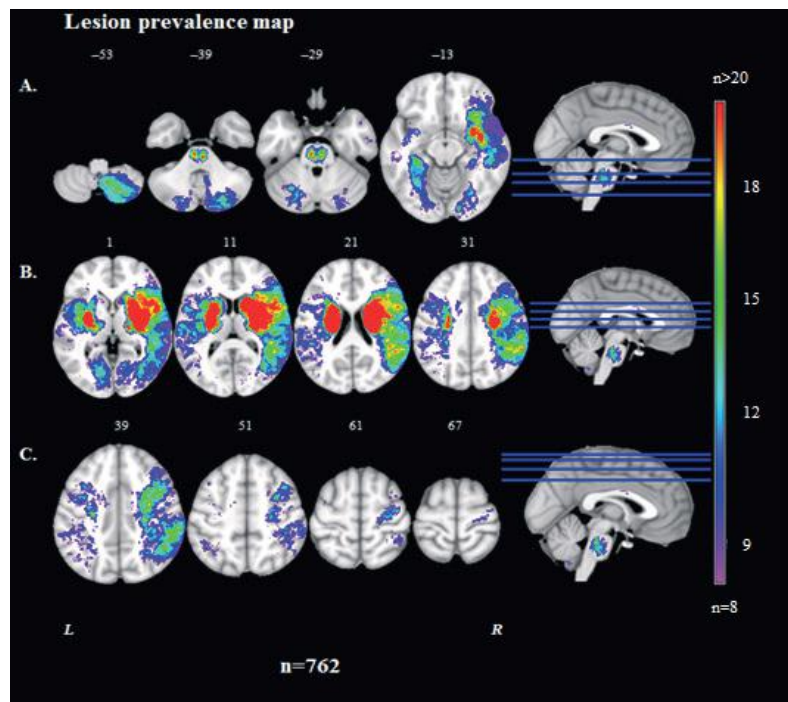 Lesion prevalence map
–53 –39 –29 –13
A.
n>20
18
1 11 21 31
B.
15
12
39 51 61 67
C.
9
n=8
L R
n=762